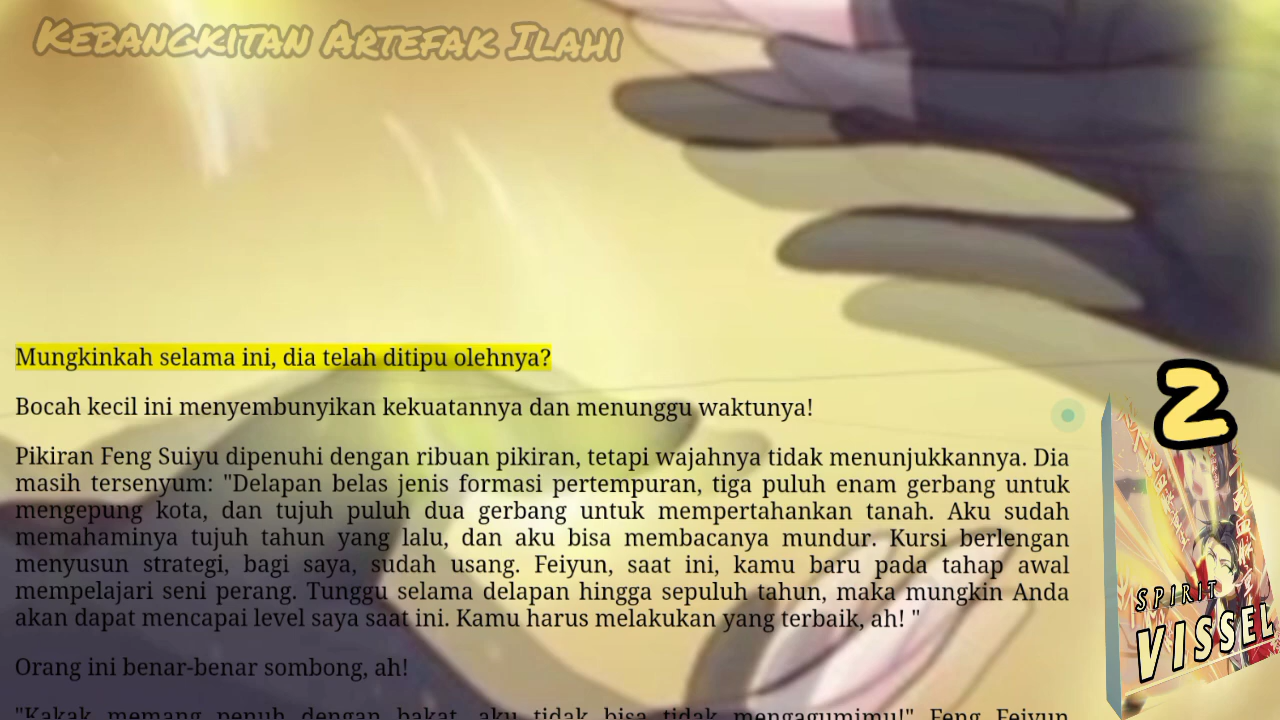 Kebangkitan Artefak Ilahi
Mungkinkah selama ini, dia telah ditipu olehnya?
Bocah kecil ini menyembunyikan kekuatannya dan menunggu waktunya!
Pikiran Feng Suiyu dipenuhi dengan ribuan pikiran, tetapi wajahnya tidak menunjukkannya. Dia
masih tersenyum: "Delapan belas jenis formasi pertempuran, tiga puluh enam gerbang untuk
mengepung kota, dan tujuh puluh dua gerbang untuk mempertahankan tanah. Aku sudah
memahaminya tujuh tahun yang lalu, dan aku bisa membacanya mundur. Kursi berlengan
menyusun strategi, bagi saya, sudah usang. Feiyun, saat ini, kamu baru pada tahap awal
mempelajari seni perang. Tunggu selama delapan hingga sepuluh tahun, maka mungkin Anda
akan dapat mencapai level saya saat ini. Kamu harus melakukan yang terbaik, ah! "
Orang ini benar-benar sombong, ah!
"Kakak memang penuh dengan bakat, aku tidak bisa tidak mengagumimu!" Feng Feiyun
2
SPIRIT
VISSEL